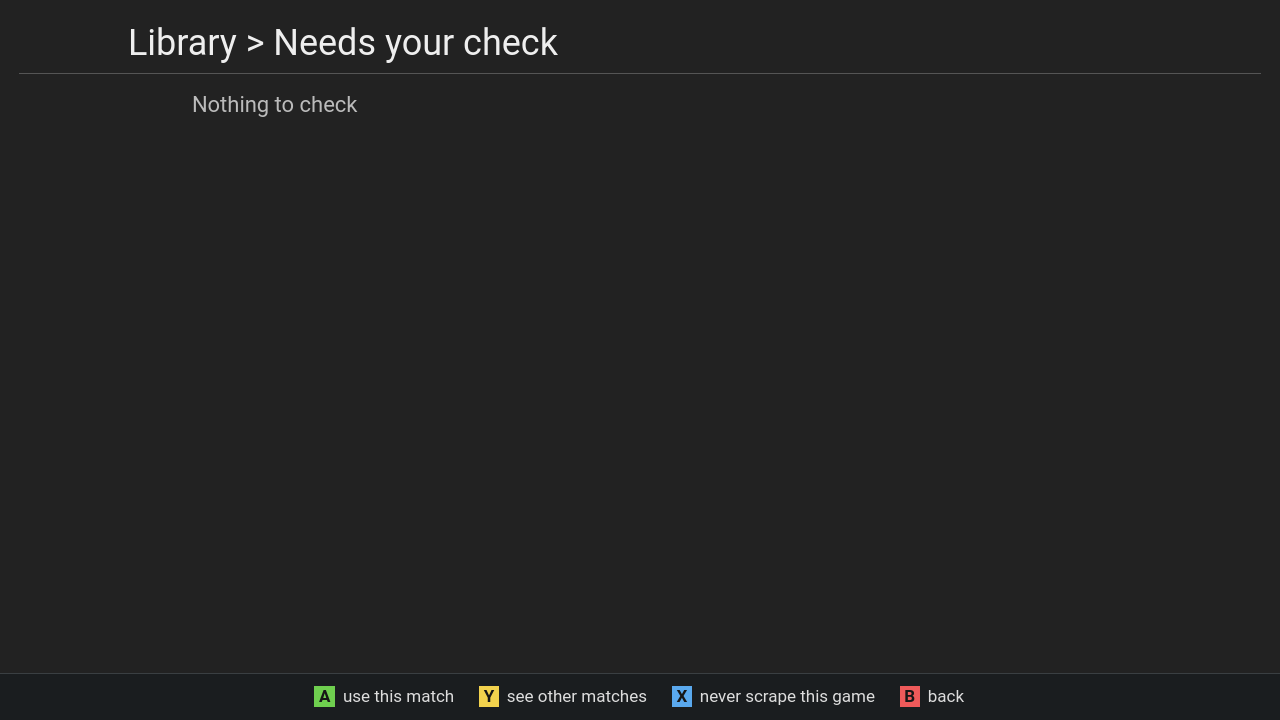 Library > Needs your check
Nothing to check
A use this match Y see other matches X never scrape this game B back